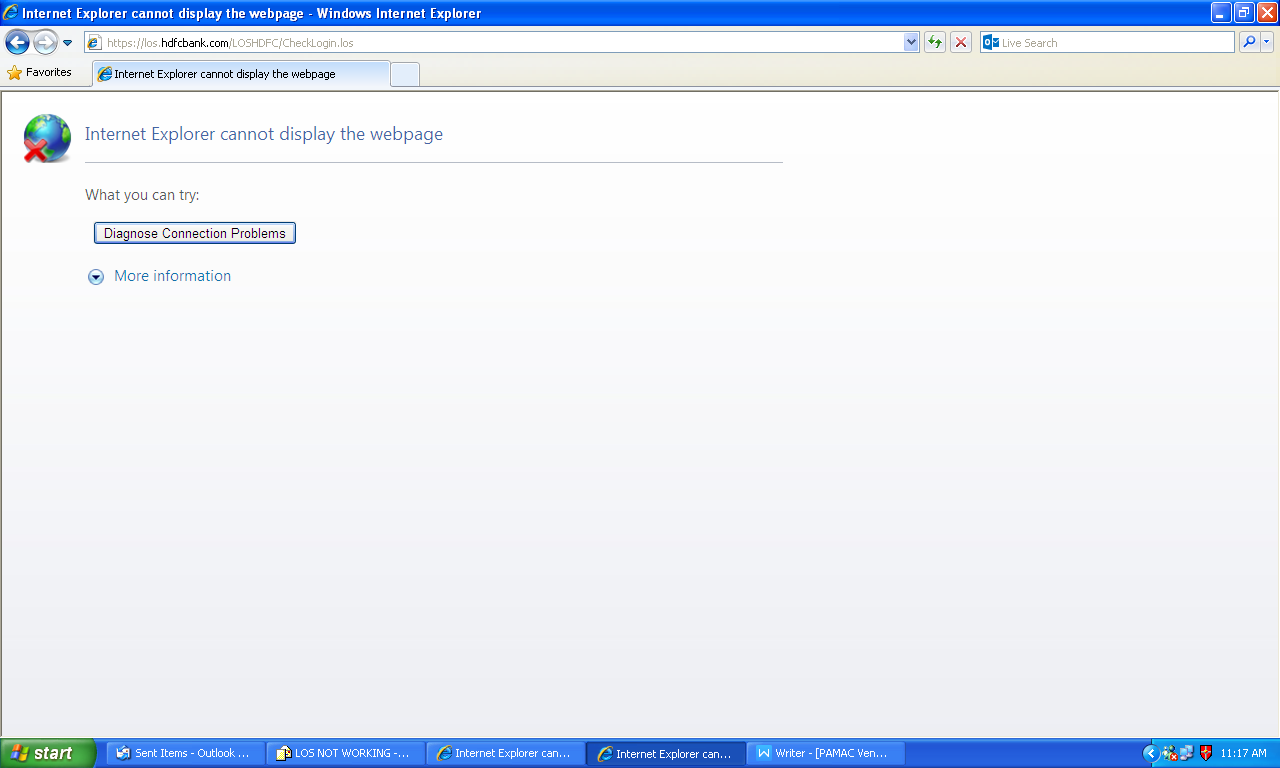 Internet Explorer cannot display the webpage - Windows Internet Explorer
https://los.hdfcbank.com/LOSHDFC/CheckLogin.los
Live Search
Favorites
Internet Explorer cannot display the webpage
Internet Explorer cannot display the webpage
What you can try:
Diagnose Connection Problems
More information
start
Sent Items - Outlook ...
LOS NOT WORKING -...
Internet Explorer can...
Internet Explorer can...
Writer - [PAMAC Ven...
11:17 AM